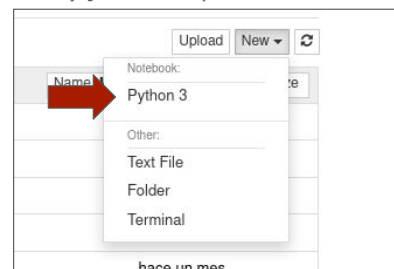 Upload New
Notebook:
Name
Python 3
Other:
Text File
Folder
Terminal
hace un mes